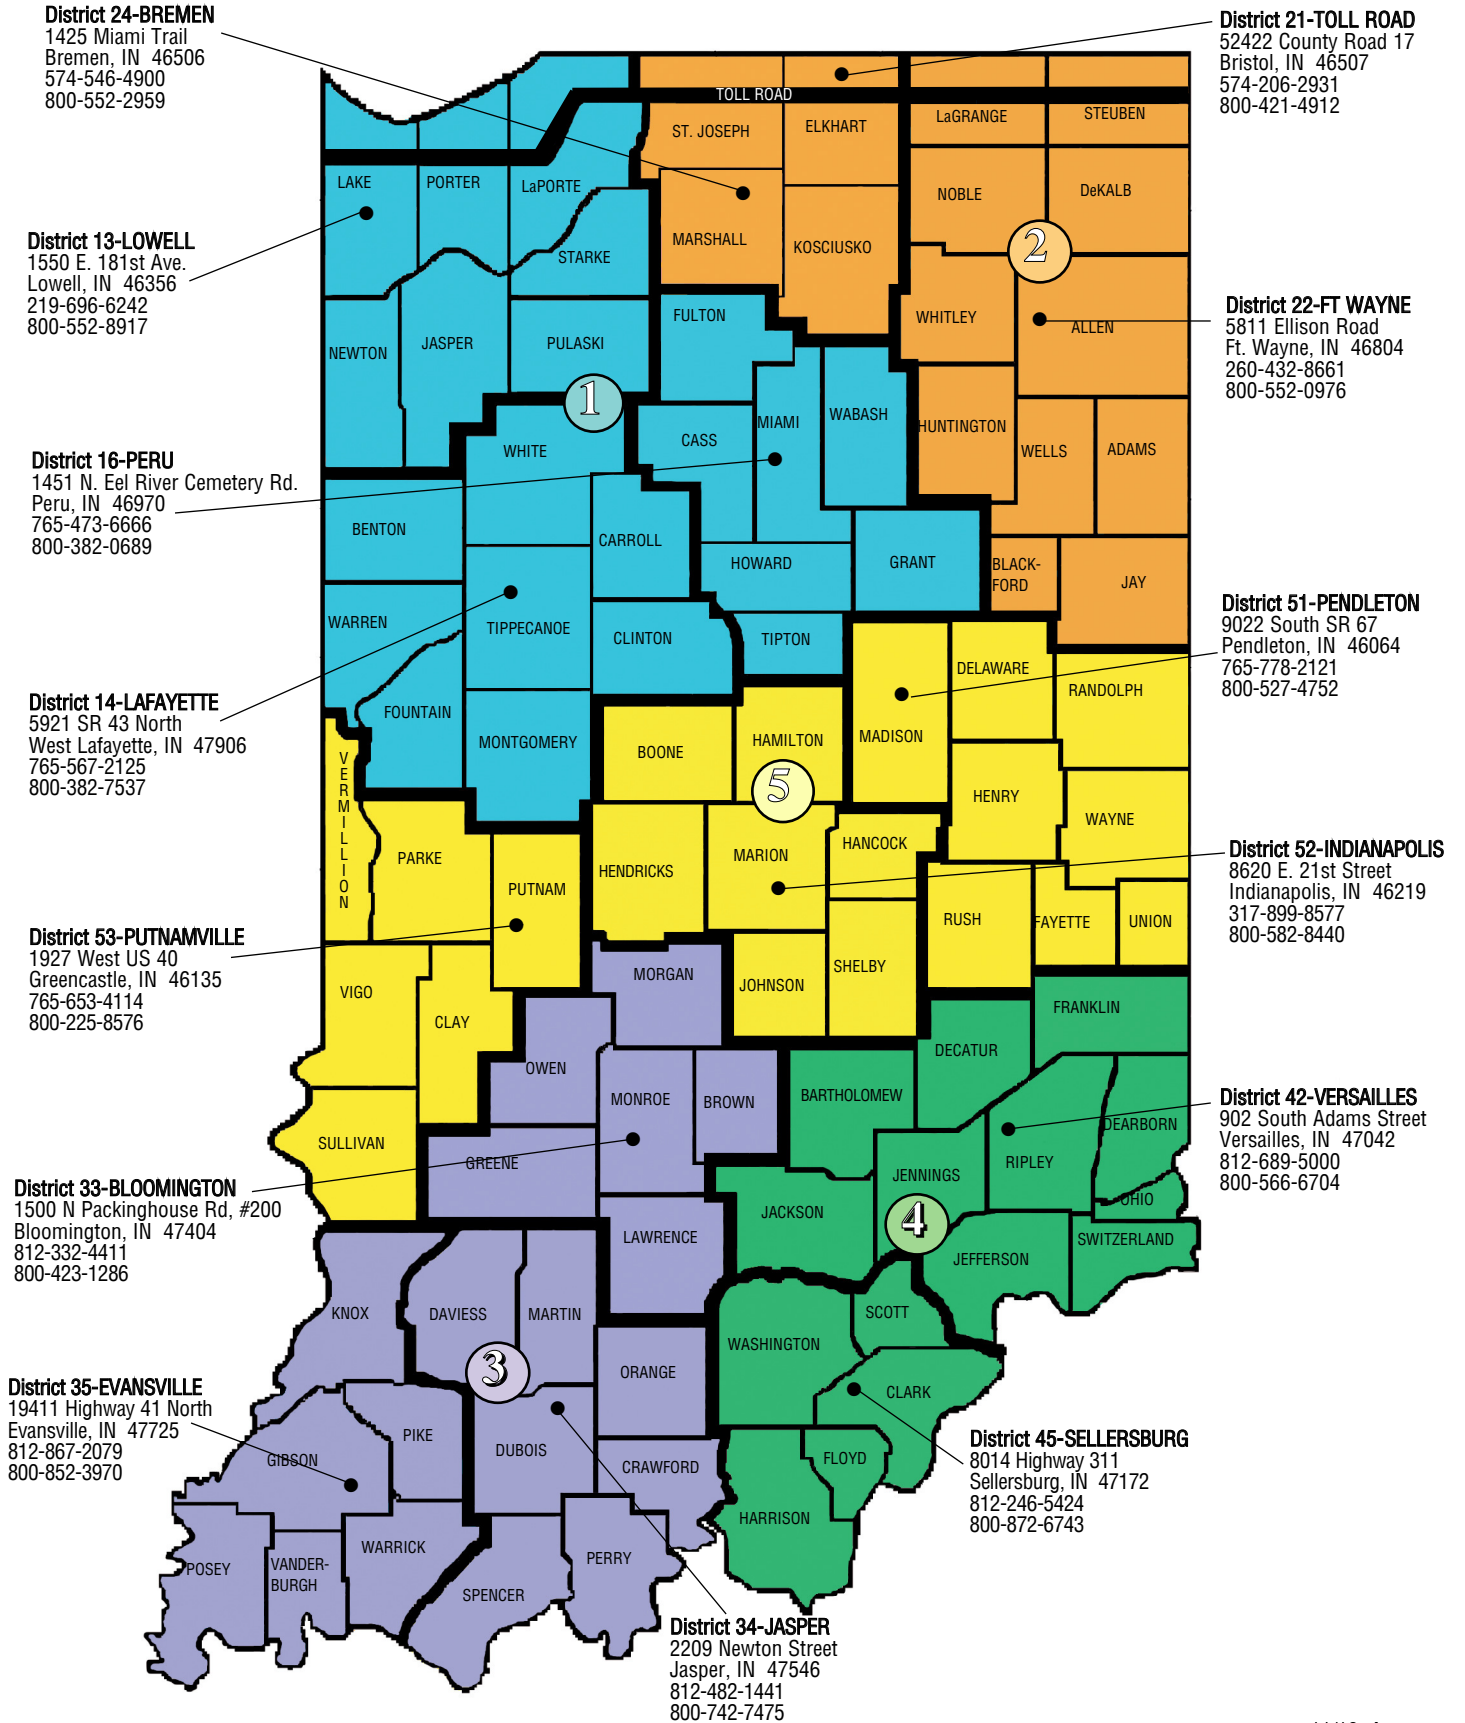 District 24-BREMEN
1425 Miami Trail
Bremen, IN 46506
574-546-4900
800-552-2959
District 21-TOLL ROAD
52422 County Road 17
Bristol, IN 46507
574-206-2931
800-421-4912
TOLL ROAD
ST. JOSEPH
ELKHART
LaGRANGE
STEUBEN
LAKE
PORTER
LaPORTE
NOBLE
DeKALB
MARSHALL
KOSCIUSKO
2
STARKE
District 13-LOWELL
1550 E. 181st Ave.
Lowell, IN 46356
219-696-6242
800-552-8917
FULTON
WHITLEY
ALLEN
District 22-FT WAYNE
5811 Ellison Road
Ft. Wayne, IN 46804
260-432-8661
800-552-0976
NEWTON
JASPER
PULASKI
1
WHITE
CASS
MIAMI
WABASH
HUNTINGTON
WELLS
ADAMS
District 16-PERU
1451 N. Eel River Cemetery Rd.
Peru, IN 46970
765-473-6666
800-382-0689
BENTON
CARROLL
HOWARD
GRANT
BLACK-
FORD
JAY
WARREN
TIPPECANOE
CLINTON
TIPTON
District 51-PENDLETON
9022 South SR 67
Pendleton, IN 46064
765-778-2121
800-527-4752
DELAWARE
RANDOLPH
District 14-LAFAYETTE
5921 SR 43 North
West Lafayette, IN 47906
765-567-2125
800-382-7537
FOUNTAIN
MONTGOMERY
BOONE
HAMILTON
MADISON
5
VERMILLION
HENRY
WAYNE
PARKE
PUTNAM
HENDRICKS
MARION
HANCOCK
District 52-INDIANAPOLIS
8620 E. 21st Street
Indianapolis, IN 46219
317-899-8577
800-582-8440
RUSH
FAYETTE
UNION
District 53-PUTNAMVILLE
1927 West US 40
Greencastle, IN 46135
765-653-4114
800-225-8576
VIGO
CLAY
MORGAN
JOHNSON
SHELBY
FRANKLIN
OWEN
DECATUR
MONROE
BROWN
BARTHOLOMEW
DEARBORN
District 42-VERSAILLES
902 South Adams Street
Versailles, IN 47042
812-689-5000
800-566-6704
SULLIVAN
GREENE
JENNINGS
RIPLEY
OHIO
District 33-BLOOMINGTON
1500 N Packinghouse Rd, #200
Bloomington, IN 47404
812-332-4411
800-423-1286
JACKSON
4
LAWRENCE
JEFFERSON
SWITZERLAND
KNOX
DAVIESS
MARTIN
SCOTT
WASHINGTON
3
ORANGE
CLARK
District 35-EVANSVILLE
19411 Highway 41 North
Evansville, IN 47725
812-867-2079
800-852-3970
GIBSON
PIKE
DUBOIS
CRAWFORD
FLOYD
District 45-SELLERSBURG
8014 Highway 311
Sellersburg, IN 47172
812-246-5424
800-872-6743
HARRISON
POSEY
VANDER-
BURGH
WARRICK
SPENCER
PERRY
District 34-JASPER
2209 Newton Street
Jasper, IN 47546
812-482-1441
800-742-7475